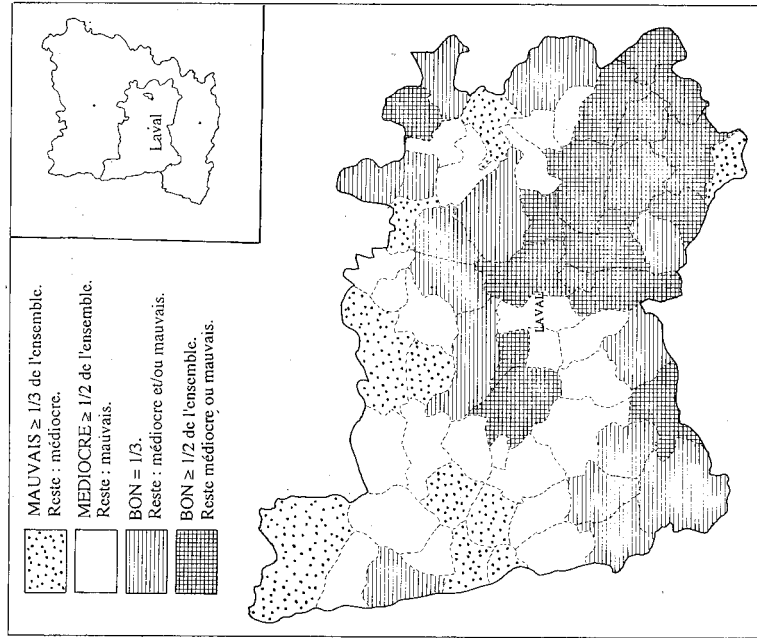 MAUVAIS ≥ 1/3 de l'ensemble.
Reste : médiocre.
MEDIOCRE ≥ 1/2 de l'ensemble.
Reste : mauvais.
BON = 1/3.
Reste : médiocre et/ou mauvais.
BON ≥ 1/2 de l'ensemble.
Reste médiocre ou mauvais.
Laval
LAVAL